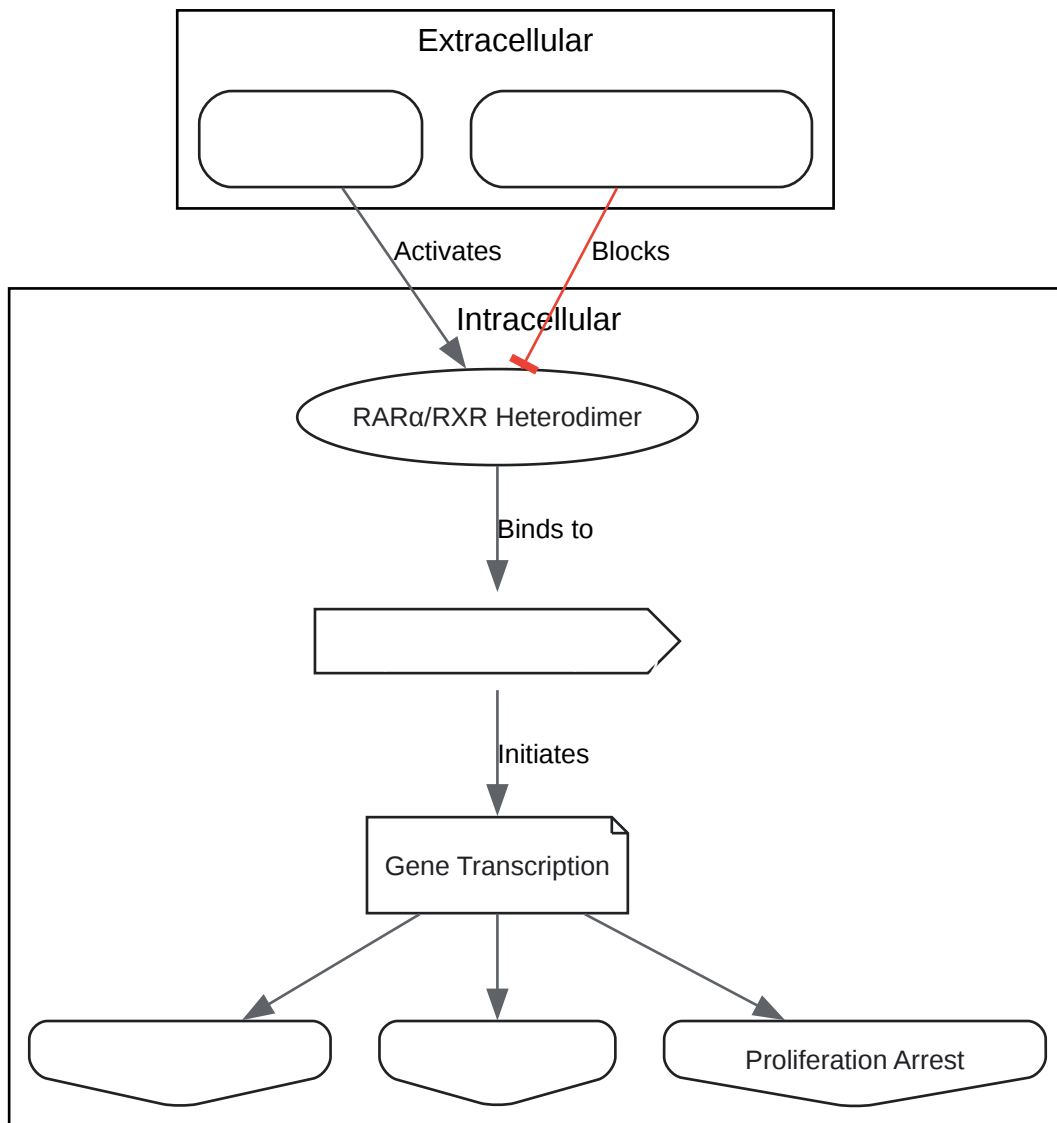 Extracellular
Activates
Blocks
Intracellular
RARα/RXR Heterodimer
Binds to
Initiates
Gene Transcription
Proliferation Arrest